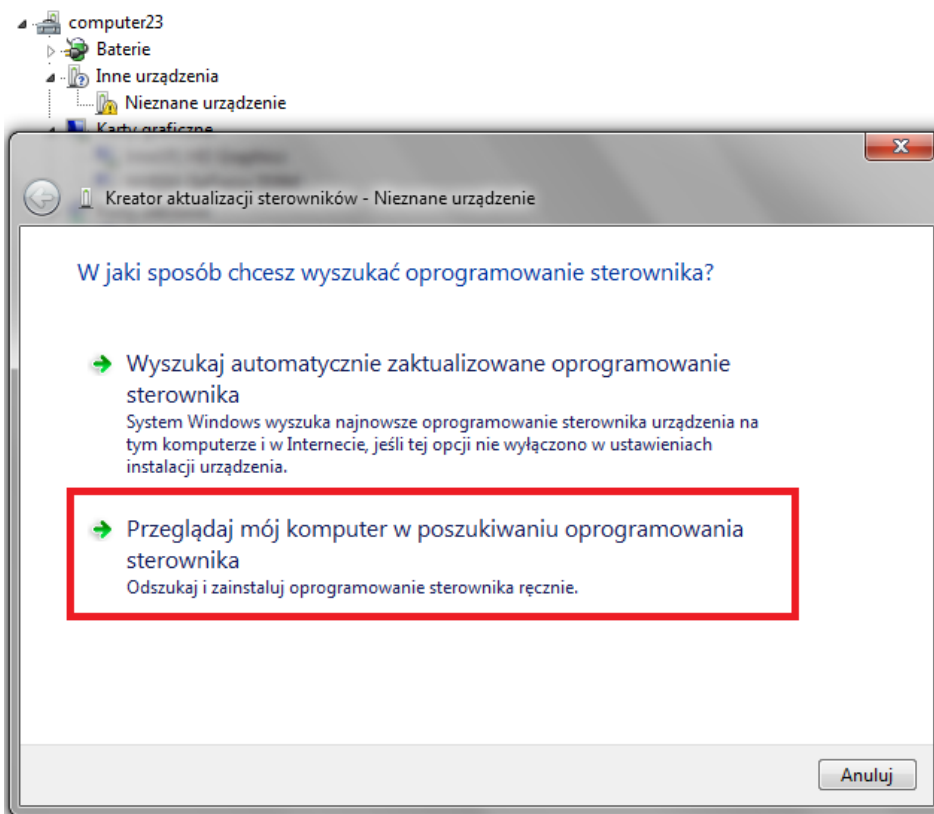 computer23
Baterie
Inne urządzenia
Nieznane urządzenie
Karty graficzne
Kreator aktualizacji sterowników - Nieznane urządzenie
W jaki sposób chcesz wyszukać oprogramowanie sterownika?
Wyszukaj automatycznie zaktualizowane oprogramowanie
sterownika
System Windows wyszuka najnowsze oprogramowanie sterownika urządzenia na
tym komputerze i w Internecie, jeśli tej opcji nie wyłączono w ustawieniach
instalacji urządzenia.
Przeglądaj mój komputer w poszukiwaniu oprogramowania
sterownika
Odszukaj i zainstaluj oprogramowanie sterownika ręcznie.
Anuluj